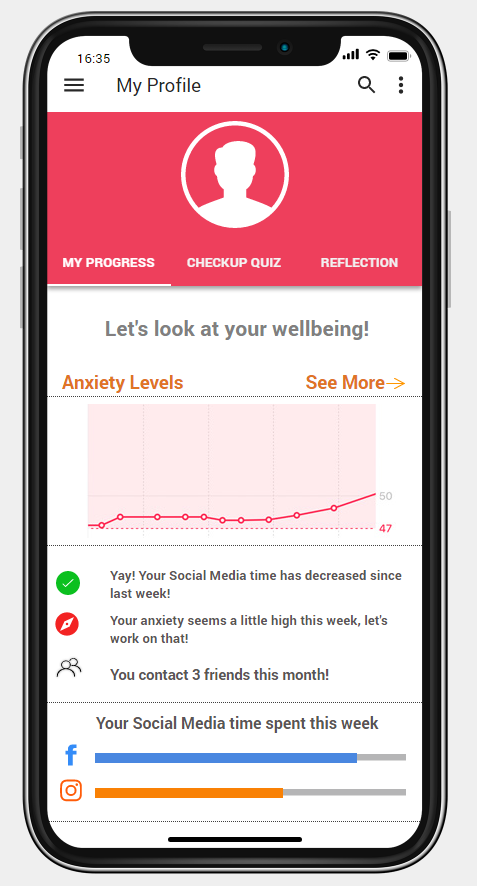 16:35
My Profile
MY PROGRESS CHECKUP QUIZ REFLECTION
Let's look at your wellbeing!
Anxiety Levels See More
50
47
Yay! Your Social Media time has decreased since
last week!
Your anxiety seems a little high this week, let's
work on that!
You contact 3 friends this month!
Your Social Media time spent this week